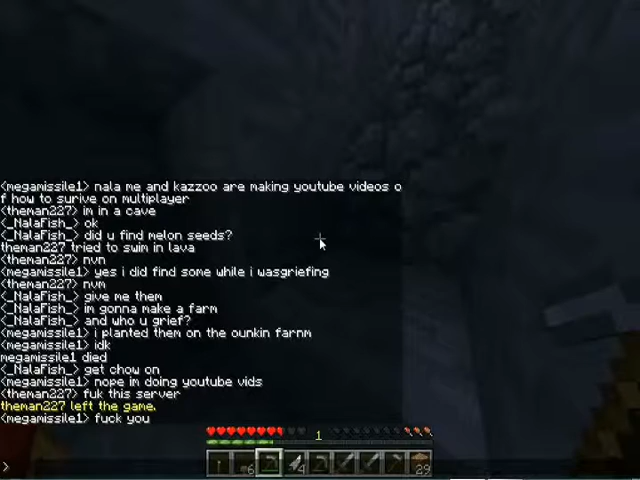 <megamissile1> nala me and kazzoo are making youtube videos o
f how to surive on multiplayer
<theman227> im in a cave
<_NalaFish_> ok
<_NalaFish_> did u find melon seeds?
theman227 tried to swim in lava
<theman227> nvn
<megamissile1> yes i did find some while i wasgriefing
<theman227> nvm
<_NalaFish_> give me them
<_NalaFish_> im gonna make a farm
<_NalaFish_> and who u grief?
<megamissile1> i planted them on the ounkin farnm
<megamissile1> idk
megamissile1 died
<_NalaFish_> get chow on
<megamissile1> nope im doing youtube vids
<theman227> fuk this server
theman227 left the game.
<megamissile1> fuck you
1
6 4 29
>